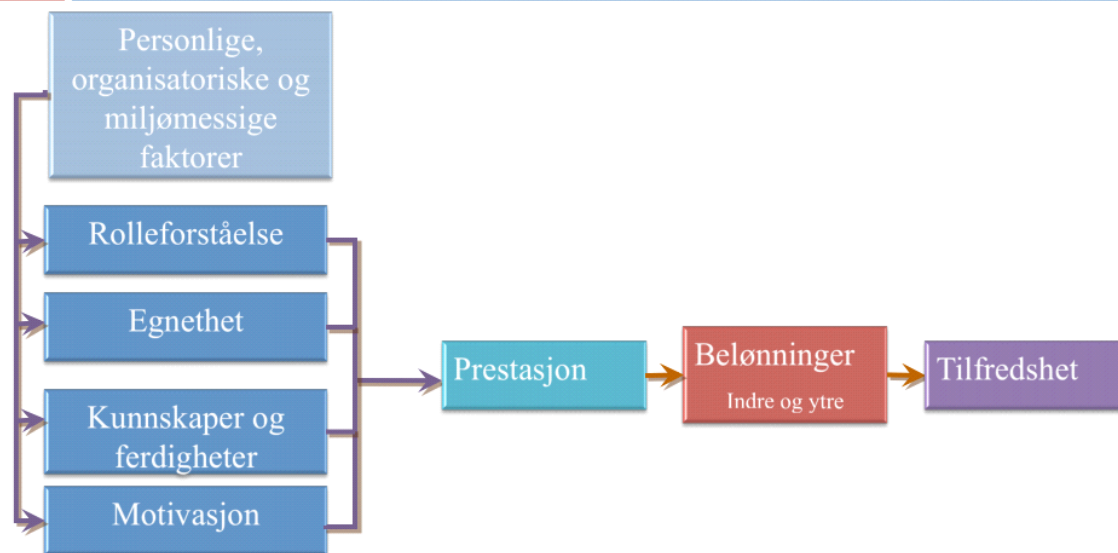 Personlige,
organisatoriske og
miljømessige
faktorer
Rolleforståelse
Egnethet
Kunnskaper og
ferdigheter
Motivasjon
Prestasjon
Belønninger
Indre og ytre
Tilfredshet